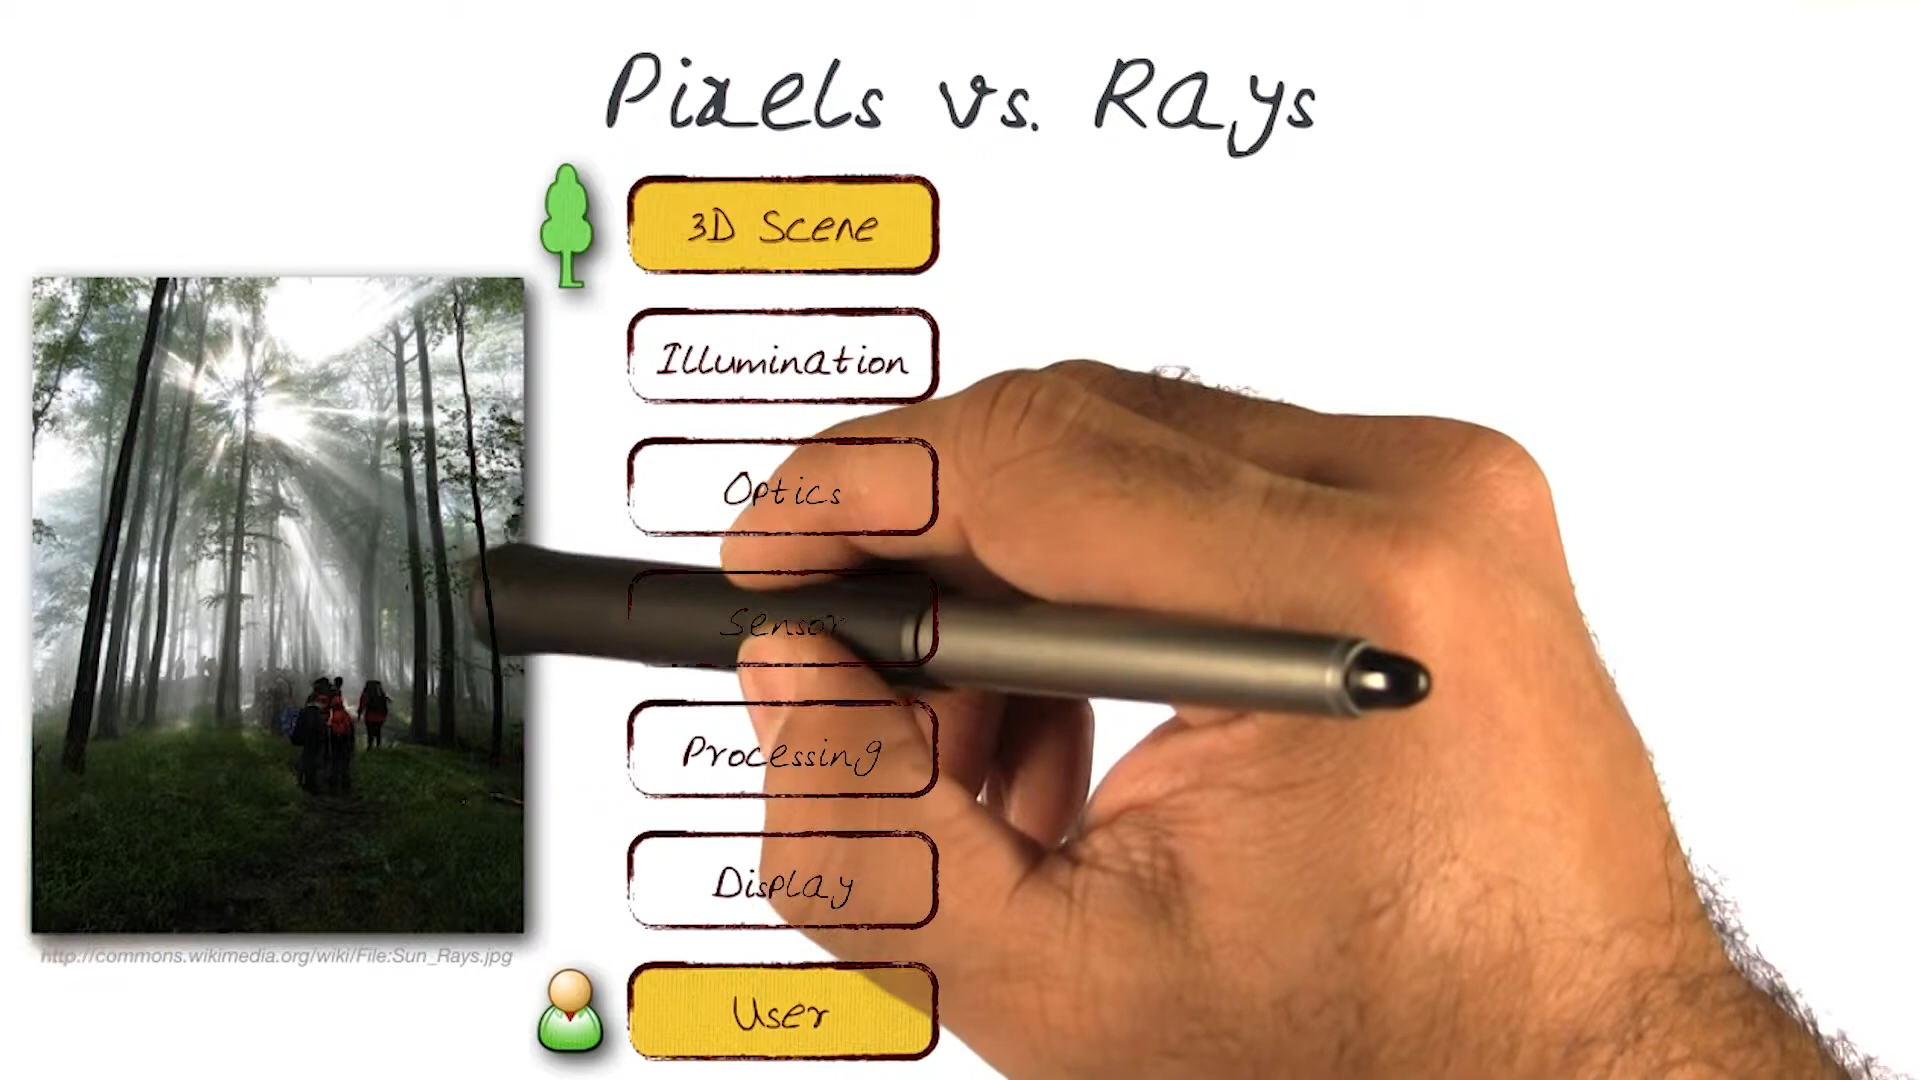 Pixels vs. Rays
3D Scene
Illumination
Optics
Sensor
Processing
Display
http://commons.wikimedia.org/wiki/File:Sun_Rays.jpg
User